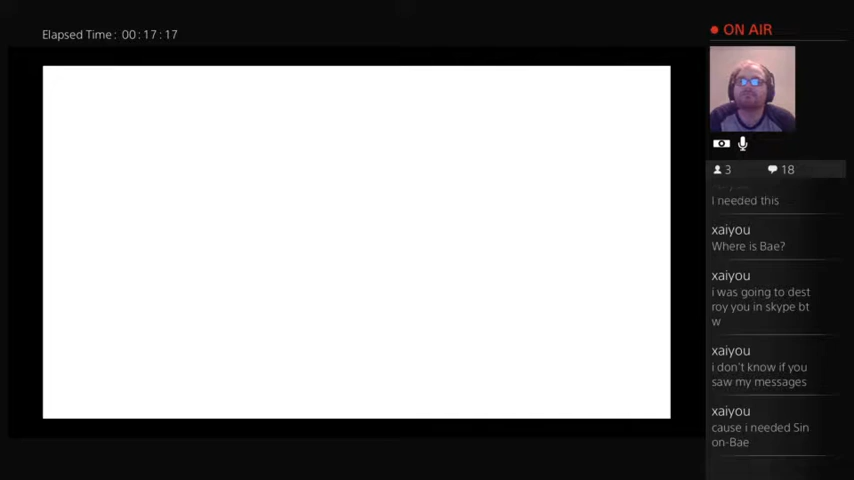 Elapsed Time: 00:17:17
ON AIR
3 18
I needed this
xaiyou
Where is Bae?
xaiyou
i was going to dest
roy you in skype bt
w
xaiyou
i don't know if you
saw my messages
xaiyou
cause i needed Sin
on-Bae